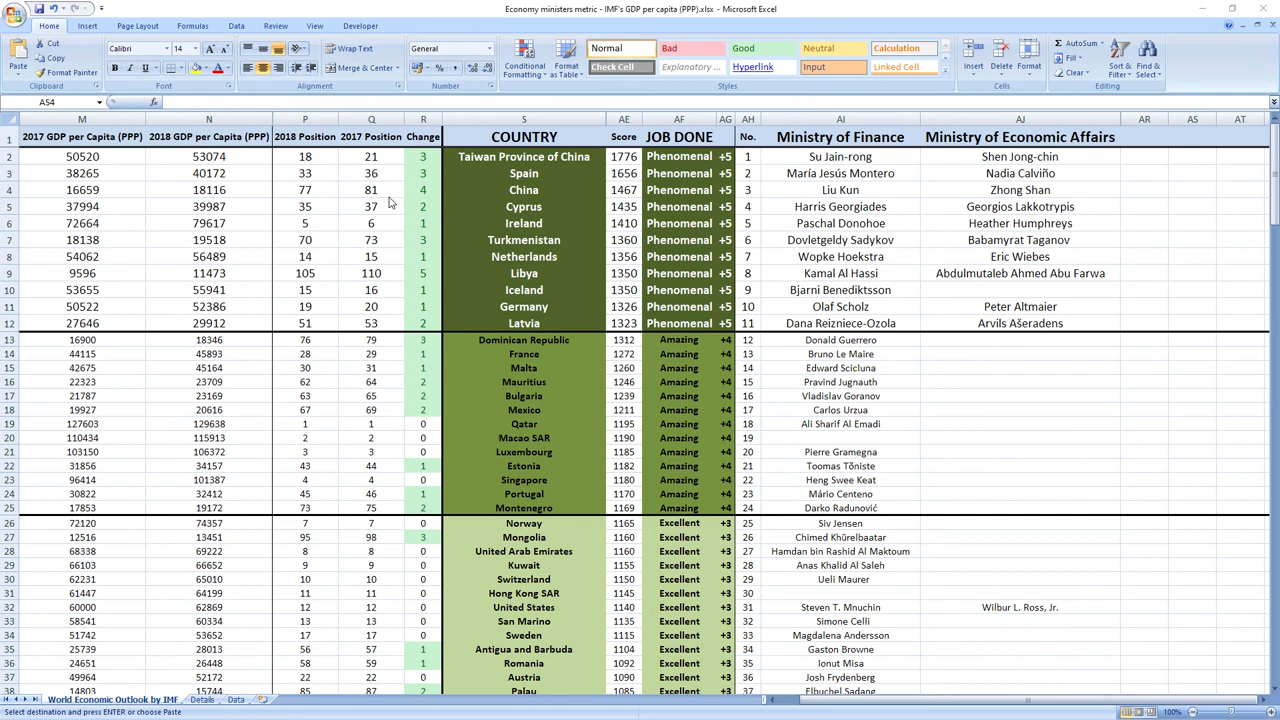 Economy ministers metric - IMF's GDP per capita (PPP).xlsx - Microsoft Excel
Home Insert Page Layout Formulas Data Review View Developer
Paste Cut Copy Format Painter Clipboard
Calibri 14 Font
Wrap Text Merge & Center Alignment
General Number
Conditional Formatting Format as Table
Normal Bad Good Neutral Calculation
Check Cell Explanatory ... Hyperlink Input Linked Cell
Styles
Insert Delete Format Cells
AutoSum Fill Clear Sort & Filter Find & Select Editing
AS4 fx
M N P Q R S AE AF AG AH AI AJ AR AS AT
1 2017 GDP per Capita (PPP) 2018 GDP per Capita (PPP) 2018 Position 2017 Position Change COUNTRY Score JOB DONE No. Ministry of Finance Ministry of Economic Affairs
2 50520 53074 18 21 3 Taiwan Province of China 1776 Phenomenal +5 1 Su Jain-rong Shen Jong-chin
3 38265 40172 33 36 3 Spain 1656 Phenomenal +5 2 María Jesús Montero Nadia Calviño
4 16659 18116 77 81 4 China 1467 Phenomenal +5 3 Liu Kun Zhong Shan
5 37994 39987 35 37 2 Cyprus 1435 Phenomenal +5 4 Harris Georgiades Georgios Lakkotrypis
6 72664 79617 5 6 1 Ireland 1410 Phenomenal +5 5 Paschal Donohoe Heather Humphreys
7 18138 19518 70 73 3 Turkmenistan 1360 Phenomenal +5 6 Dovletgeldy Sadykov Babamyrat Taganov
8 54062 56489 14 15 1 Netherlands 1356 Phenomenal +5 7 Wopke Hoekstra Eric Wiebes
9 9596 11473 105 110 5 Libya 1350 Phenomenal +5 8 Kamal Al Hassi Abdulmutaleb Ahmed Abu Farwa
10 53655 55941 15 16 1 Iceland 1350 Phenomenal +5 9 Bjarni Benediktsson
11 50522 52386 19 20 1 Germany 1326 Phenomenal +5 10 Olaf Scholz Peter Altmaier
12 27646 29912 51 53 2 Latvia 1323 Phenomenal +5 11 Dana Reizniece-Ozola Arvils Ašeradens
13 16900 18346 76 79 3 Dominican Republic 1312 Amazing +4 12 Donald Guerrero
14 44115 45893 28 29 1 France 1272 Amazing +4 13 Bruno Le Maire
15 42675 45164 30 31 1 Malta 1260 Amazing +4 14 Edward Scicluna
16 22323 23709 62 64 2 Mauritius 1246 Amazing +4 15 Pravind Jugnauth
17 21787 23169 63 65 2 Bulgaria 1239 Amazing +4 16 Vladislav Goranov
18 19927 20616 67 69 2 Mexico 1211 Amazing +4 17 Carlos Urzua
19 127603 129638 1 1 0 Qatar 1195 Amazing +4 18 Ali Sharif Al Emadi
20 110434 115913 2 2 0 Macao SAR 1190 Amazing +4 19
21 103150 106372 3 3 0 Luxembourg 1185 Amazing +4 20 Pierre Gramegna
22 31856 34157 43 44 1 Estonia 1182 Amazing +4 21 Toomas Tõniste
23 96414 101387 4 4 0 Singapore 1180 Amazing +4 22 Heng Swee Keat
24 30822 32412 45 46 1 Portugal 1170 Amazing +4 23 Mário Centeno
25 17853 19172 73 75 2 Montenegro 1169 Amazing +4 24 Darko Radunović
26 72120 74357 7 7 0 Norway 1165 Excellent +3 25 Siv Jensen
27 12516 13451 95 98 3 Mongolia 1160 Excellent +3 26 Chimed Khürelbaatar
28 68338 69222 8 8 0 United Arab Emirates 1160 Excellent +3 27 Hamdan bin Rashid Al Maktoum
29 66103 66652 9 9 0 Kuwait 1155 Excellent +3 28 Anas Khalid Al Saleh
30 62231 65010 10 10 0 Switzerland 1150 Excellent +3 29 Ueli Maurer
31 61447 64199 11 11 0 Hong Kong SAR 1145 Excellent +3 30
32 60000 62869 12 12 0 United States 1140 Excellent +3 31 Steven T. Mnuchin Wilbur L. Ross, Jr.
33 58541 60334 13 13 0 San Marino 1135 Excellent +3 32 Simone Celli
34 51742 53652 17 17 0 Sweden 1115 Excellent +3 33 Magdalena Andersson
35 25739 28013 56 57 1 Antigua and Barbuda 1104 Excellent +3 34 Gaston Browne
36 24651 26448 58 59 1 Romania 1092 Excellent +3 35 Ionut Misa
37 49964 52172 22 22 0 Austria 1090 Excellent +3 36 Josh Frydenberg
38 14803 15744 85 87 2 Palau 1085 Excellent +3 37 Elbuchel Sadang
World Economic Outlook by IMF Details Data
Select destination and press ENTER or choose Paste 100%